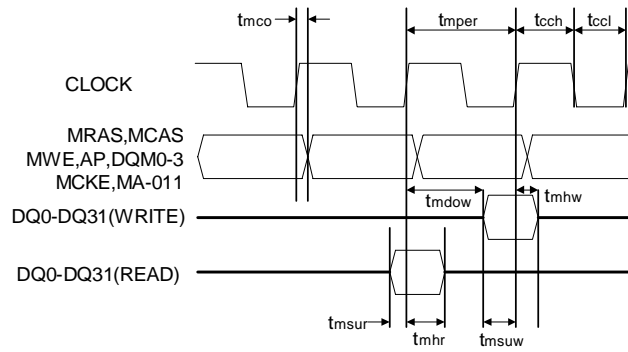 tmco
tmper
tcch
tccl
CLOCK
MRAS,MCAS
MWE,AP,DQM0-3
MCKE,MA-011
tmdow
tmhw
DQ0-DQ31(WRITE)
DQ0-DQ31(READ)
tmsur
tmhr
tmsuw